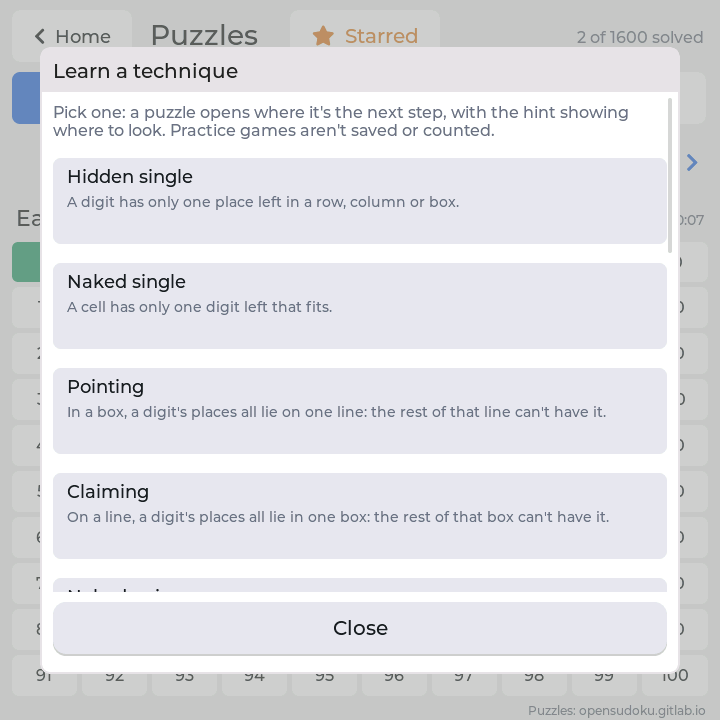 Home
Puzzles
Starred
2 of 1600 solved
Learn a technique
Pick one: a puzzle opens where it's the next step, with the hint showing
where to look. Practice games aren't saved or counted.
Hidden single
A digit has only one place left in a row, column or box.
Naked single
A cell has only one digit left that fits.
Pointing
In a box, a digit's places all lie on one line: the rest of that line can't have it.
Claiming
On a line, a digit's places all lie in one box: the rest of that box can't have it.
Close
91 92 93 94 95 96 97 98 99 100
Puzzles: opensudoku.gitlab.io